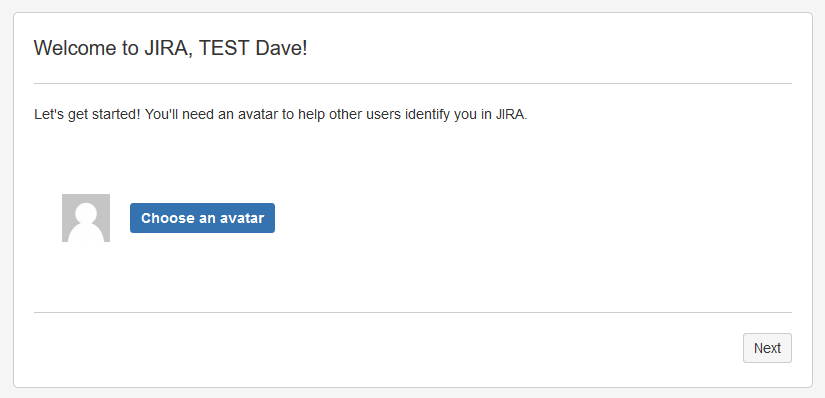 Welcome to JIRA, TEST Dave!
Let's get started! You'll need an avatar to help other users identify you in JIRA.
Choose an avatar
Next